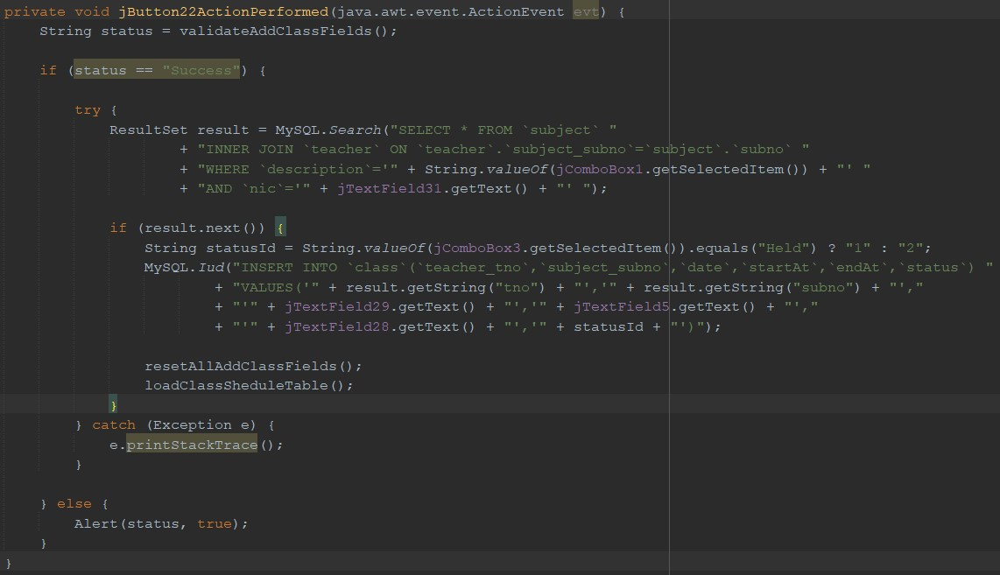 private void jButton22ActionPerformed(java.awt.event.ActionEvent evt) {
    String status = validateAddClassFields();
    if (status == "Success") {
        try {
            ResultSet result = MySQL.Search("SELECT * FROM `subject` "
                    + "INNER JOIN `teacher` ON `teacher`.`subject_subno`=`subject`.`subno` "
                    + "WHERE `description`='" + String.valueOf(jComboBox1.getSelectedItem()) + "' "
                    + "AND `nic`='" + jTextField31.getText() + "' ");
            if (result.next()) {
                String statusId = String.valueOf(jComboBox3.getSelectedItem()).equals("Held") ? "1" : "2";
                MySQL.Iud("INSERT INTO `class`(`teacher_tno`,`subject_subno`,`date`,`startAt`,`endAt`,`status`) "
                        + "VALUES('" + result.getString("tno") + "','" + result.getString("subno") + "',"
                        + "'" + jTextField29.getText() + "','" + jTextField5.getText() + "',"
                        + "'" + jTextField28.getText() + "','" + statusId + "')");
                resetAllAddClassFields();
                loadClassSheduleTable();
            }
        } catch (Exception e) {
            e.printStackTrace();
        }
    } else {
        Alert(status, true);
    }
}